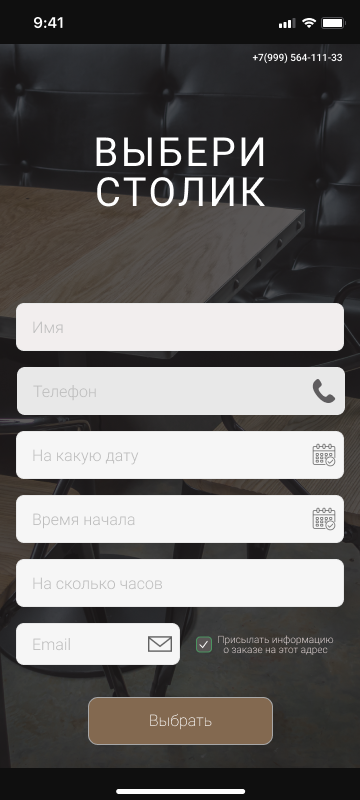 9:41
+7(999) 564-111-33
ВЫБЕРИ
СТОЛИК
Имя
Телефон
На какую дату
Время начала
На сколько часов
Email
Присылать информацию
о заказе на этот адрес
Выбрать